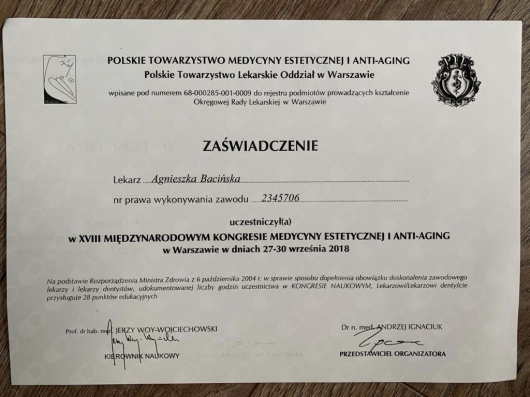 POLSKIE TOWARZYSTWO MEDYCYNY ESTETYCZNEJ I ANTI-AGING
Polskie Towarzystwo Lekarskie Oddział w Warszawie
wpisane pod numerem 68-000285-001-0009 do rejestru podmiotów prowadzących kształcenie
Okręgowej Rady Lekarskiej w Warszawie
ZAŚWIADCZENIE
Lekarz Agnieszka Bacińska
nr prawa wykonywania zawodu 2345706
uczestniczył(a)
w XVIII MIĘDZYNARODOWYM KONGRESIE MEDYCYNY ESTETYCZNEJ I ANTI-AGING
w Warszawie w dniach 27-30 września 2018
Na podstawie Rozporządzenia Ministra Zdrowia z 6 października 2004 r. w sprawie sposobu dopełnienia obowiązku doskonalenia zawodowego
lekarzy i lekarzy dentystów, udokumentowanej liczby godzin uczestnictwa w KONGRESIE NAUKOWYM, Lekarzowi/Lekarzowi dentyście
przysługuje 28 punktów edukacyjnych
Prof. dr hab. med. JERZY WOY-WOJCIECHOWSKI
KIEROWNIK NAUKOWY
Dr n. med. ANDRZEJ IGNACIUK
PRZEDSTAWICIEL ORGANIZATORA